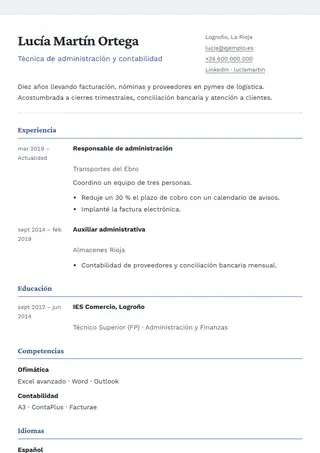 Lucía Martín Ortega
Técnica de administración y contabilidad
Logroño, La Rioja
lucia@ejemplo.es
+34 600 000 000
LinkedIn · luciamartin
Diez años llevando facturación, nóminas y proveedores en pymes de logística.
Acostumbrada a cierres trimestrales, conciliación bancaria y atención a clientes.
Experiencia
mar 2019 –
Actualidad
Responsable de administración
Transportes del Ebro
Coordino un equipo de tres personas.
• Reduje un 30 % el plazo de cobro con un calendario de avisos.
• Implanté la factura electrónica.
sept 2014 – feb
2019
Auxiliar administrativa
Almacenes Rioja
• Contabilidad de proveedores y conciliación bancaria mensual.
Educación
sept 2012 – jun
2014
IES Comercio, Logroño
Técnico Superior (FP) · Administración y Finanzas
Competencias
Ofimática
Excel avanzado · Word · Outlook
Contabilidad
A3 · ContaPlus · Facturae
Idiomas
Español